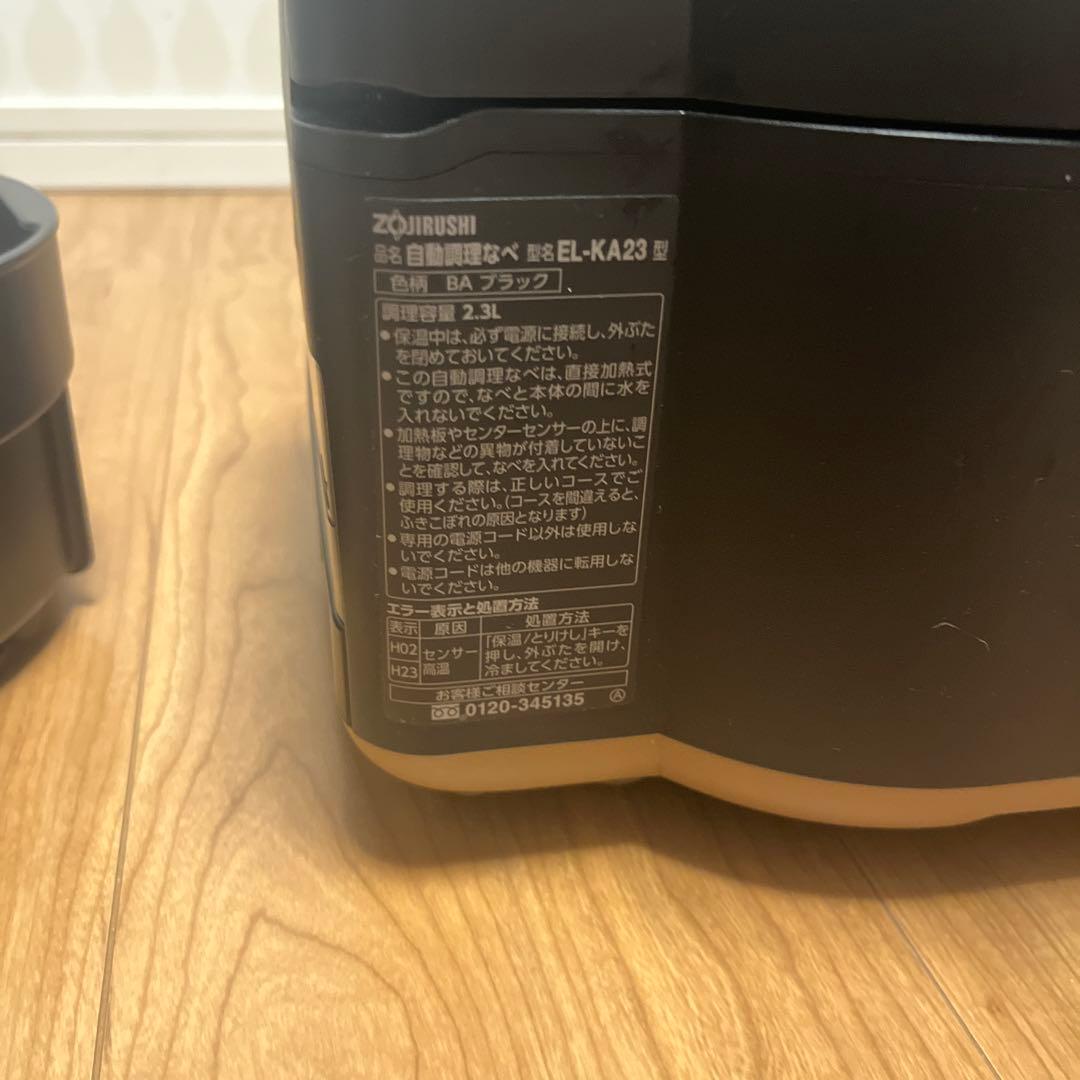 ZOJIRUSHI
品名 自動調理なべ 型名 EL-KA23 型
色柄 BA ブラック
調理容量 2.3L
●保温中は、必ず電源に接続し、外ぶた
を閉めておいてください。
●この自動調理なべは、直接加熱式
ですので、なべと本体の間に水を
入れないでください。
●加熱板やセンターセンサーの上に、調
理物などの異物が付着していないこ
とを確認して、なべを入れてください。
●調理する際は、正しいコースでご
使用ください。(コースを間違えると、
ふきこぼれの原因となります)
●専用の電源コード以外は使用しな
いでください。
●電源コードは他の機器に転用しな
いでください。
エラー表示と処置方法
表示 原因 処置方法
H02 センサー 「保温/とりけし」キーを
押し、外ぶたを開け、
H23 高温 冷ましてください。
お客様ご相談センター
0120-345135 Ⓐ